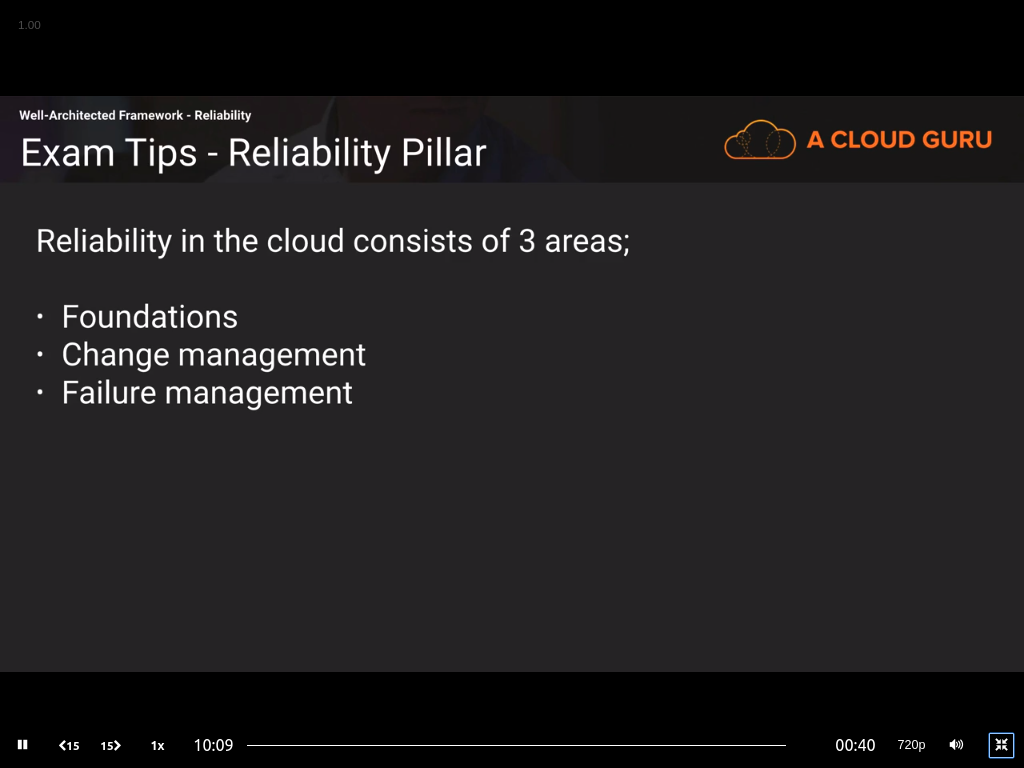 1.00
Well-Architected Framework - Reliability
Exam Tips - Reliability Pillar
A CLOUD GURU
Reliability in the cloud consists of 3 areas;
• Foundations
• Change management
• Failure management
15 15 1x 10:09 00:40 720p